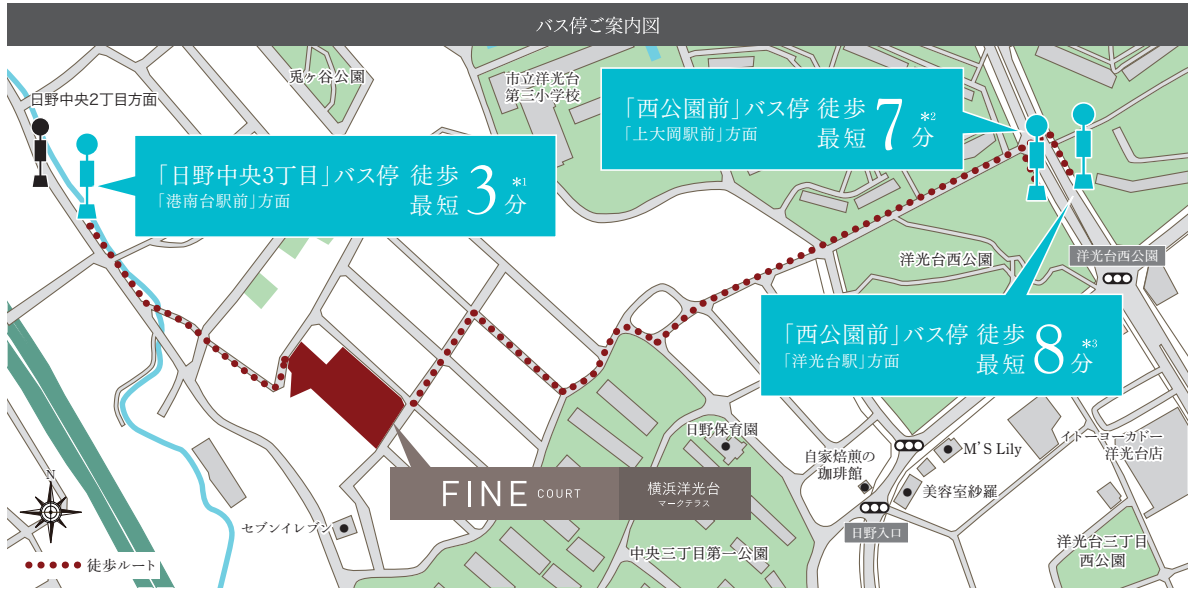 バス停ご案内図
兎ヶ谷公園
市立洋光台
第三小学校
日野中央2丁目方面
「日野中央3丁目」バス停 徒歩
「港南台駅前」方面 最短3分*1
「西公園前」バス停 徒歩
「上大岡駅前」方面 最短7分*2
洋光台西公園
洋光台西公園
「西公園前」バス停 徒歩
「洋光台駅」方面 最短8分*3
日野保育園
自家焙煎の
珈琲館
M'S Lily
イトーヨーカドー
洋光台店
美容室紗羅
FINE COURT
横浜洋光台
マークテラス
N
セブンイレブン
日野入口
中央三丁目第一公園
洋光台三丁目
西公園
徒歩ルート